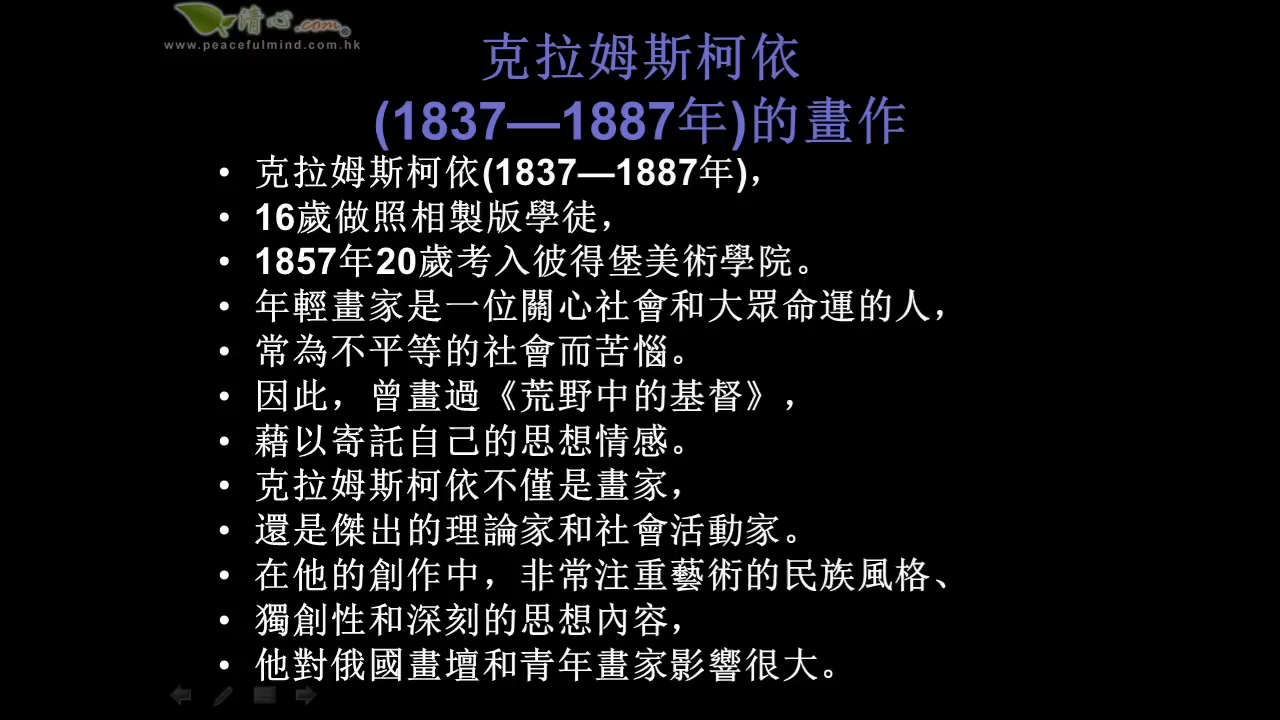 清心.com
www.peacefulmind.com.hk
克拉姆斯柯依
(1837—1887年)的畫作
• 克拉姆斯柯依(1837—1887年)，
• 16歲做照相製版學徒，
• 1857年20歲考入彼得堡美術學院。
• 年輕畫家是一位關心社會和大眾命運的人，
• 常為不平等的社會而苦惱。
• 因此，曾畫過《荒野中的基督》，
• 藉以寄託自己的思想情感。
• 克拉姆斯柯依不僅是畫家，
• 還是傑出的理論家和社會活動家。
• 在他的創作中，非常注重藝術的民族風格、
• 獨創性和深刻的思想內容，
• 他對俄國畫壇和青年畫家影響很大。